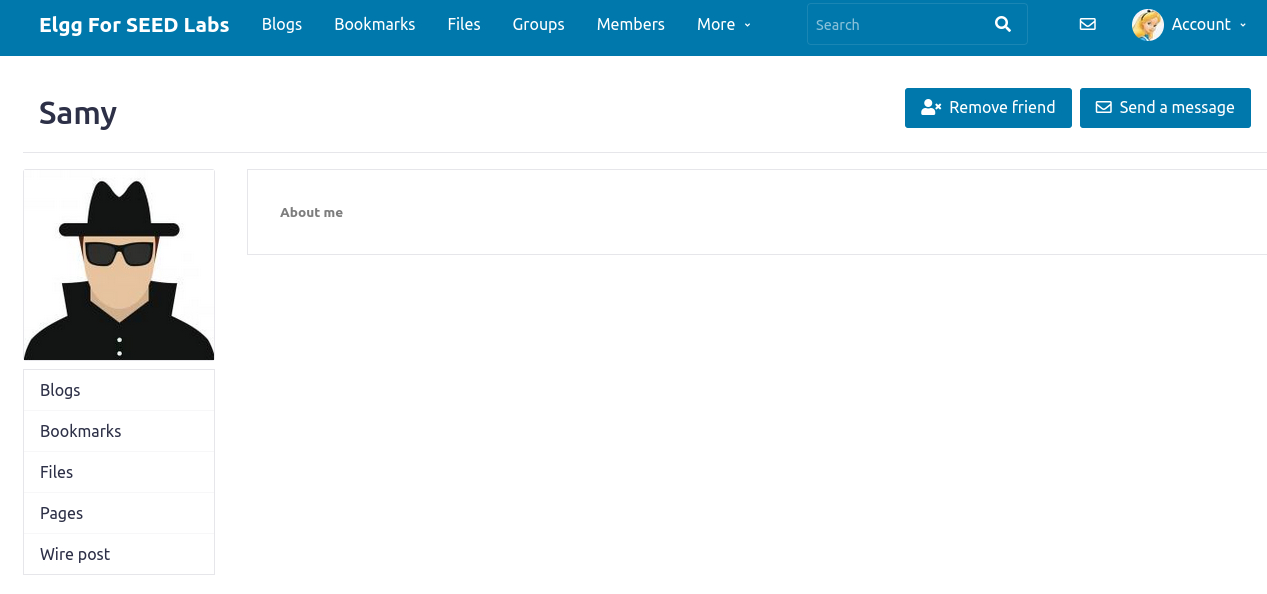 Elgg For SEED Labs Blogs Bookmarks Files Groups Members More Search Account
Samy Remove friend Send a message
About me
Blogs
Bookmarks
Files
Pages
Wire post